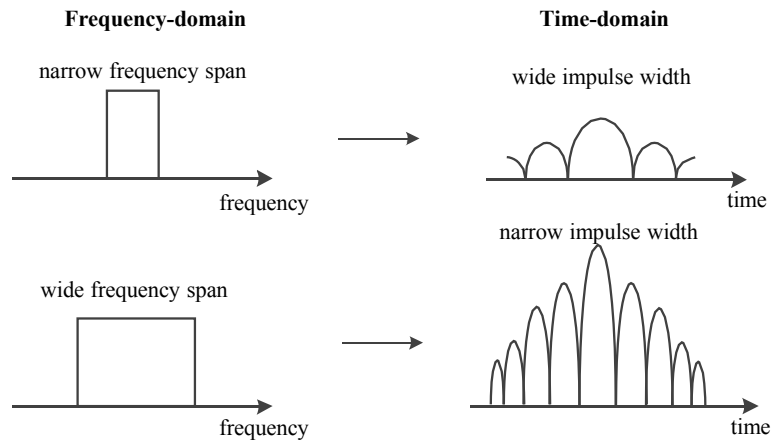 Frequency-domain
Time-domain
narrow frequency span
wide impulse width
frequency
time
narrow impulse width
wide frequency span
frequency
time